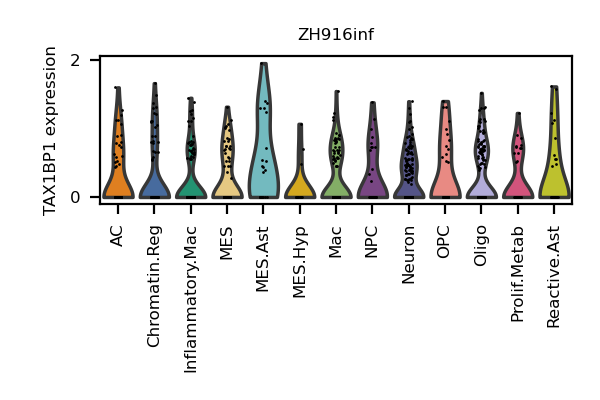 ZH916inf
TAX1BP1 expression
2
0
AC
Chromatin.Reg
Inflammatory.Mac
MES
MES.Ast
MES.Hyp
Mac
NPC
Neuron
OPC
Oligo
Prolif.Metab
Reactive.Ast